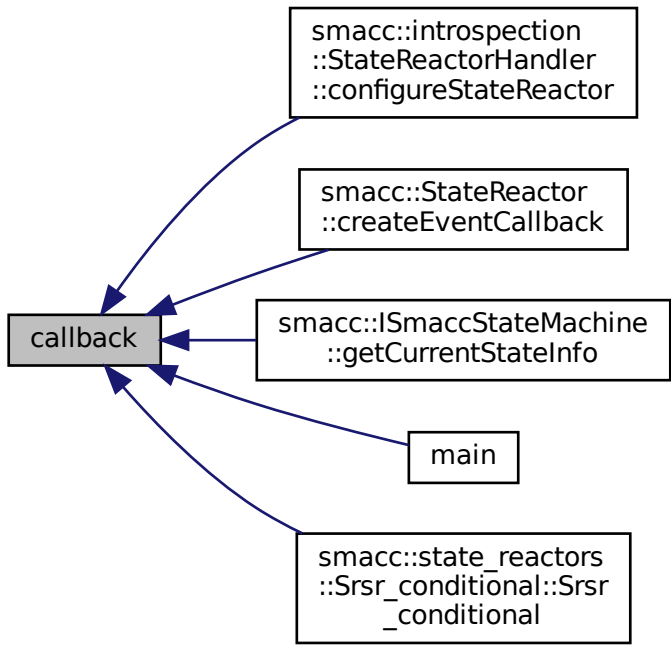 smacc::introspection
::StateReactorHandler
::configureStateReactor
smacc::StateReactor
::createEventCallback
callback
smacc::ISmaccStateMachine
::getCurrentStateInfo
main
smacc::state_reactors
::Srsr_conditional::Srsr
_conditional